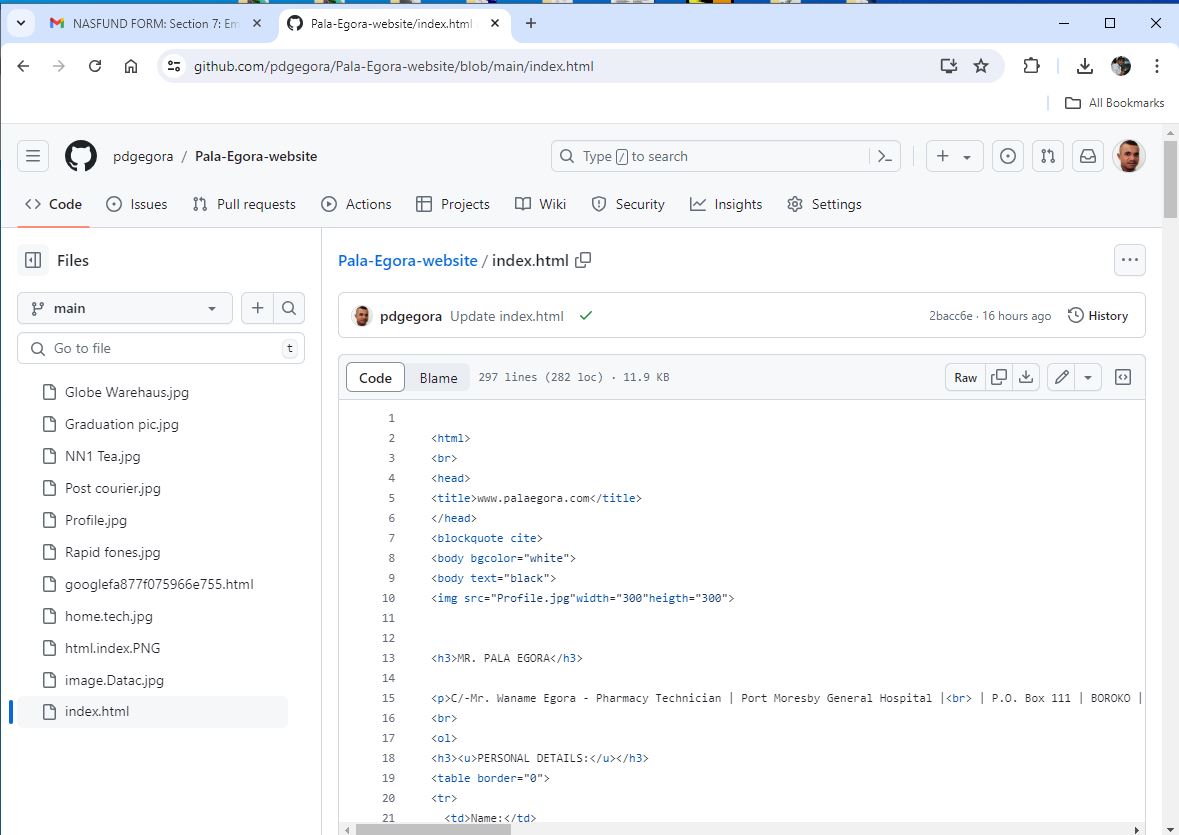 NASFUND FORM: Section 7: Em
Pala-Egora-website/index.html
github.com/pdgegora/Pala-Egora-website/blob/main/index.html
All Bookmarks
pdgegora / Pala-Egora-website
Type / to search
Code Issues Pull requests Actions Projects Wiki Security Insights Settings
Files
main
Go to file t
Globe Warehaus.jpg
Graduation pic.jpg
NN1 Tea.jpg
Post courier.jpg
Profile.jpg
Rapid fones.jpg
googlefa877f075966e755.html
home.tech.jpg
html.index.PNG
image.Datac.jpg
index.html
Pala-Egora-website / index.html
pdgegora Update index.html 2bacc6e · 16 hours ago History
Code Blame 297 lines (282 loc) · 11.9 KB Raw
1
2 <html>
3 <br>
4 <head>
5 <title>www.palaegora.com</title>
6 </head>
7 <blockquote cite>
8 <body bgcolor="white">
9 <body text="black">
10 <img src="Profile.jpg"width="300"heigth="300">
11
12
13 <h3>MR. PALA EGORA</h3>
14
15 <p>C/-Mr. Waname Egora - Pharmacy Technician | Port Moresby General Hospital |<br> | P.O. Box 111 | BOROKO |
16 <br>
17 <ol>
18 <h3><u>PERSONAL DETAILS:</u></h3>
19 <table border="0">
20 <tr>
21 <td>Name:</td>